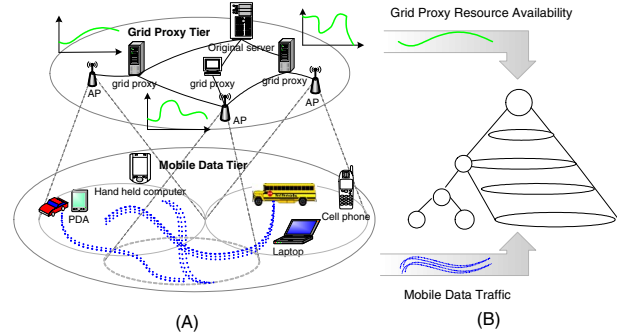 Grid Proxy Tier
Original server
grid proxy
grid proxy
grid proxy
AP
AP
AP
Mobile Data Tier
Hand held computer
PDA
Cell phone
Laptop
(A)
Grid Proxy Resource Availability
Mobile Data Traffic
(B)